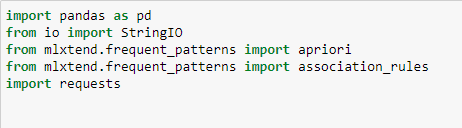 import pandas as pd
from io import StringIO
from mlxtend.frequent_patterns import apriori
from mlxtend.frequent_patterns import association_rules
import requests